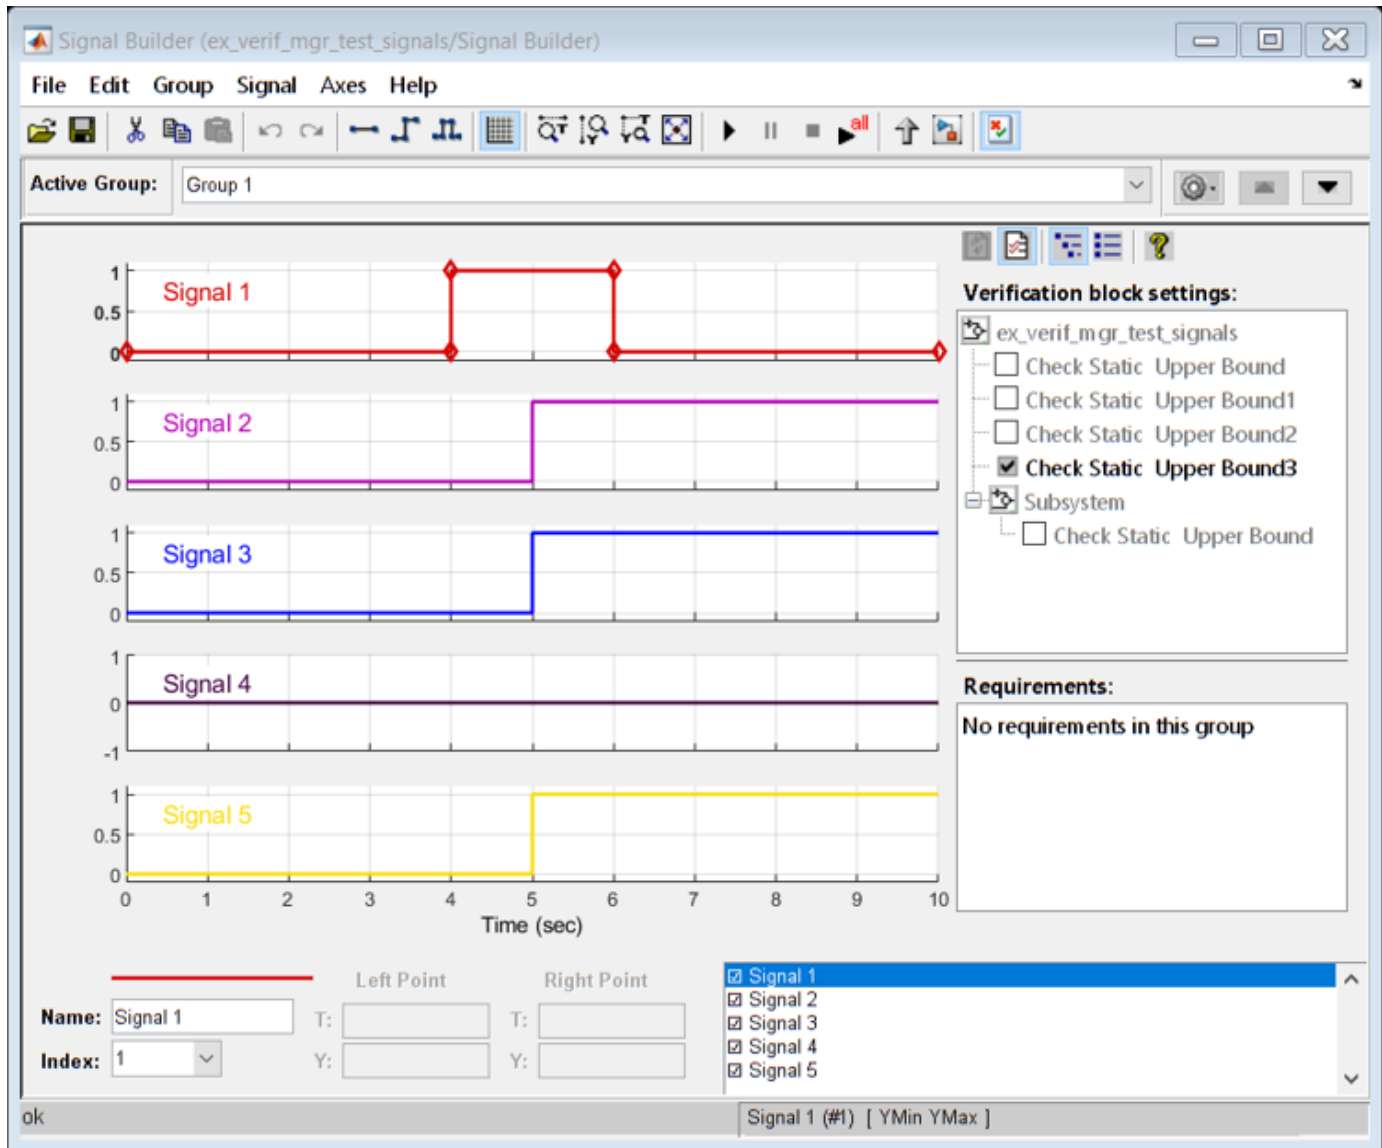 Signal Builder (ex_verif_mgr_test_signals/Signal Builder)
File Edit Group Signal Axes Help
all
Active Group: Group 1
1
Signal 1
0.5
0
1
Signal 2
0.5
0
1
Signal 3
0.5
0
1
Signal 4
0
-1
1
Signal 5
0.5
0
0 1 2 3 4 5 6 7 8 9 10
Time (sec)
Verification block settings:
ex_verif_mgr_test_signals
Check Static Upper Bound
Check Static Upper Bound1
Check Static Upper Bound2
Check Static Upper Bound3
Subsystem
Check Static Upper Bound
Requirements:
No requirements in this group
Left Point Right Point
Name: Signal 1 T: T:
Index: 1 Y: Y:
Signal 1
Signal 2
Signal 3
Signal 4
Signal 5
ok
Signal 1 (#1) [ YMin YMax ]